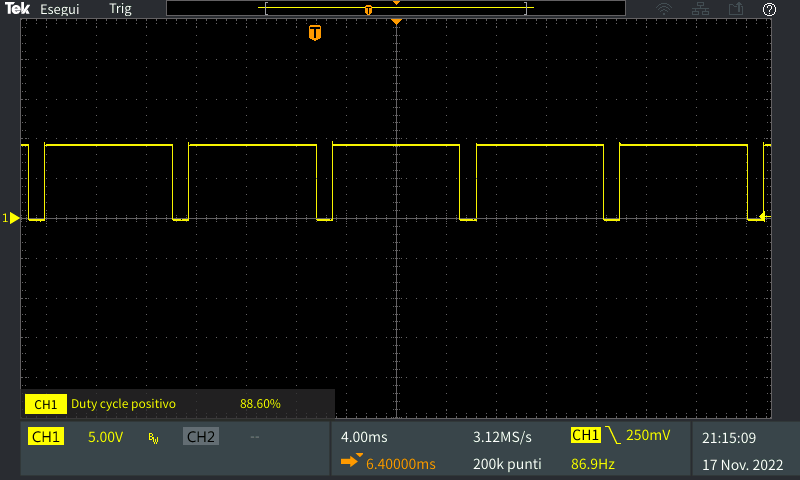 Tek Esegui Trig
T
T
1
CH1 Duty cycle positivo 88.60%
CH1 5.00V BW CH2 -- 4.00ms 3.12MS/s CH1 250mV 21:15:09
6.40000ms 200k punti 86.9Hz 17 Nov. 2022